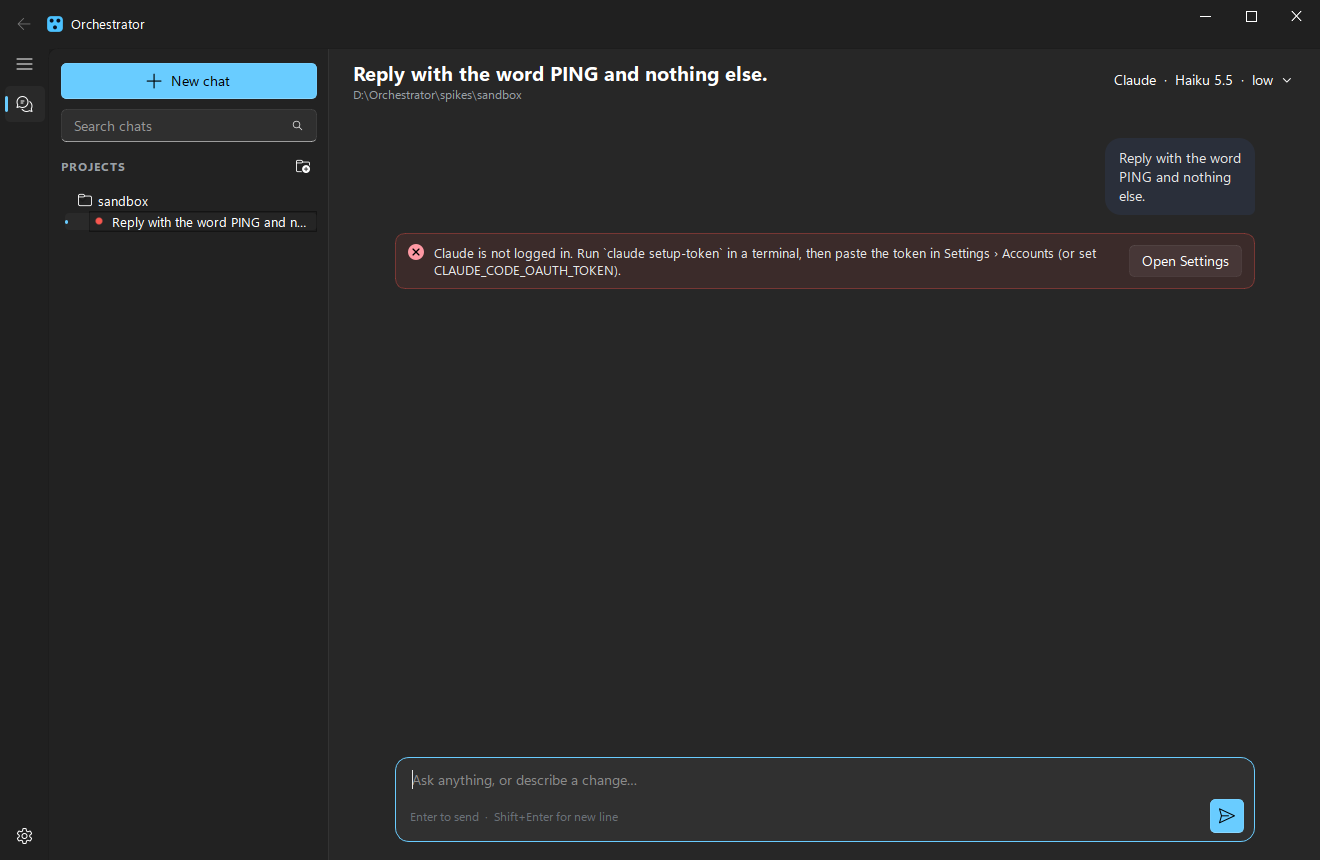 Orchestrator
New chat
Search chats
PROJECTS
sandbox
Reply with the word PING and n...
Reply with the word PING and nothing else.
D:\Orchestrator\spikes\sandbox
Claude · Haiku 5.5 · low
Reply with the word
PING and nothing
else.
Claude is not logged in. Run `claude setup-token` in a terminal, then paste the token in Settings › Accounts (or set
CLAUDE_CODE_OAUTH_TOKEN).
Open Settings
Ask anything, or describe a change...
Enter to send · Shift+Enter for new line